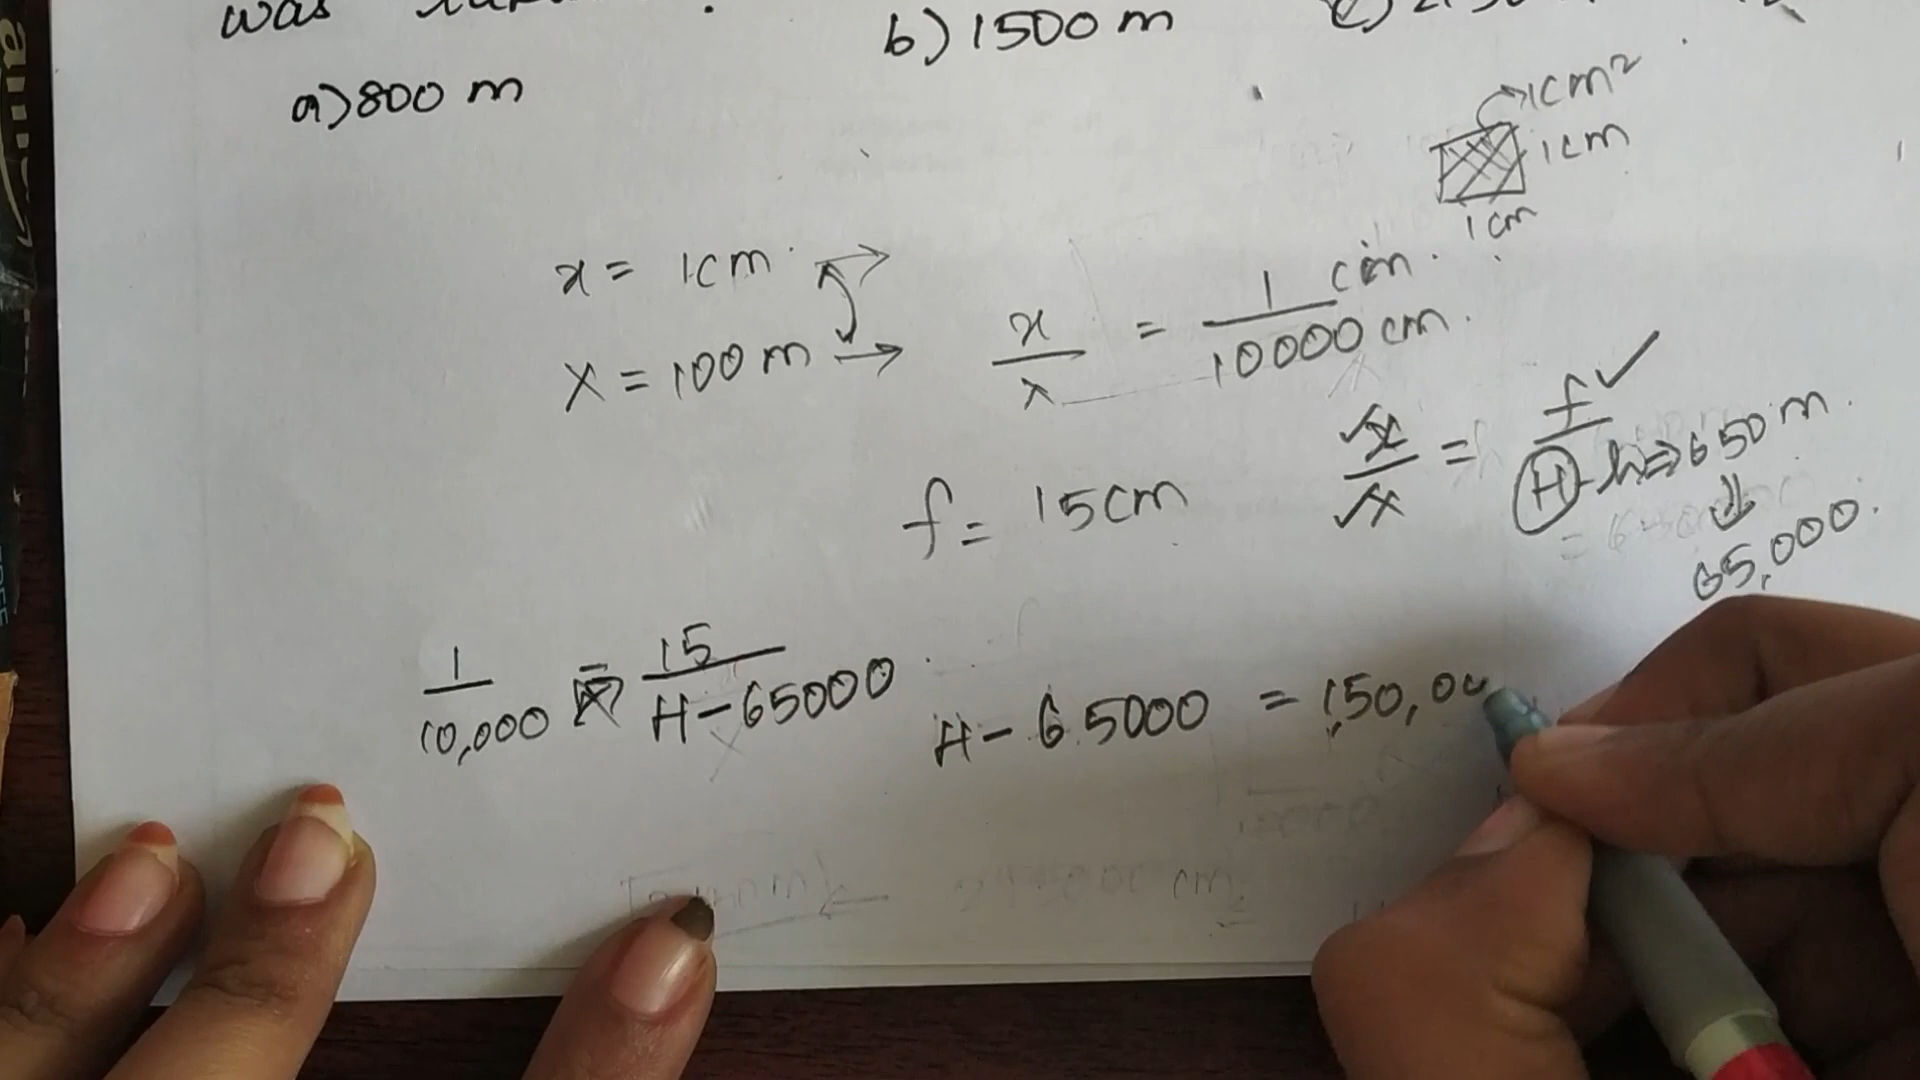 was
b) 1500 m
a) 800 m
1cm²
1cm
1cm
x = 1cm
X = 100 m
x/x = 1 cm / 10000 cm.
f = 15cm
x/x = f/H-h ⇒ 650 m.
65,000.
1/10,000 = 15/H-65000
H - 65000 = 150,00